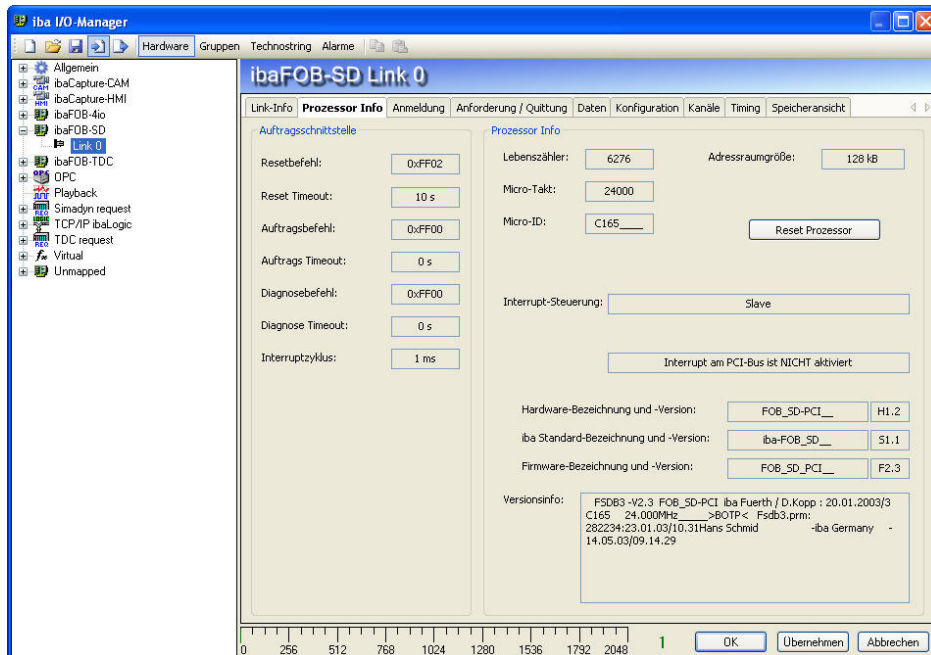 iba I/O-Manager
Hardware Gruppen Technostring Alarme
Allgemein
ibaCapture-CAM
ibaCapture-HMI
ibaFOB-4io
ibaFOB-SD
Link 0
ibaFOB-TDC
OPC
Playback
Simadyn request
TCP/IP ibaLogic
TDC request
Virtual
Unmapped
ibaFOB-SD Link 0
Link-Info Prozessor Info Anmeldung Anforderung / Quittung Daten Konfiguration Kanäle Timing Speicheransicht
Auftragsschnittstelle
Resetbefehl: 0xFF02
Reset Timeout: 10 s
Auftragsbefehl: 0xFF00
Auftrags Timeout: 0 s
Diagnosebefehl: 0xFF00
Diagnose Timeout: 0 s
Interruptzyklus: 1 ms
Prozessor Info
Lebenszähler: 6276 Adressraumgröße: 128 kB
Micro-Takt: 24000
Micro-ID: C165____ Reset Prozessor
Interrupt-Steuerung: Slave
Interrupt am PCI-Bus ist NICHT aktiviert
Hardware-Bezeichnung und -Version: FOB_SD-PCI__ H1.2
iba Standard-Bezeichnung und -Version: iba-FOB_SD__ S1.1
Firmware-Bezeichnung und -Version: FOB_SD_PCI__ F2.3
Versionsinfo: FSDB3 -V2.3 FOB_SD-PCI iba Fuerth / D.Kopp : 20.01.2003/3
C165 24.000MHz_____>BOTP< Fsdb3.prm:
282234:23.01.03/10.31Hans Schmid -iba Germany -
14.05.03/09.14.29
0 256 512 768 1024 1280 1536 1792 2048
1 OK Übernehmen Abbrechen